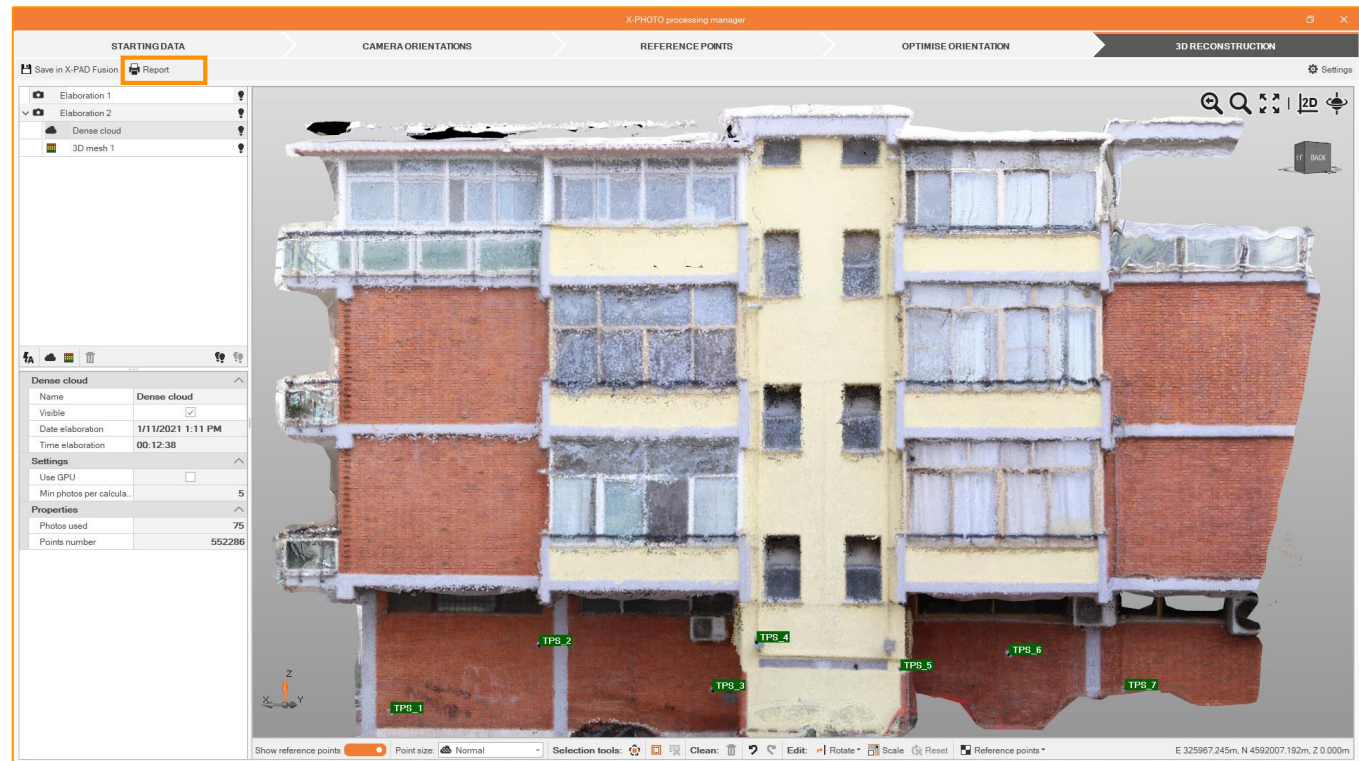 X-PHOTO processing manager
STARTING DATA
CAMERA ORIENTATIONS
REFERENCE POINTS
OPTIMISE ORIENTATION
3D RECONSTRUCTION
Save in X-PAD Fusion
Report
Settings
Elaboration 1
Elaboration 2
Dense cloud
3D mesh 1
2D
BACK
Dense cloud
Name Dense cloud
Visible
Date elaboration 1/11/2021 1:11 PM
Time elaboration 00:12:38
Settings
Use GPU
Min photos per calcula... 5
Properties
Photos used 75
Points number 552286
TPS_1
TPS_2
TPS_3
TPS_4
TPS_5
TPS_6
TPS_7
Z
X Y
Show reference points Point size: Normal Selection tools: Clean: Edit: Rotate Scale Reset Reference points E 325967.245m, N 4592007.192m, Z 0.000m